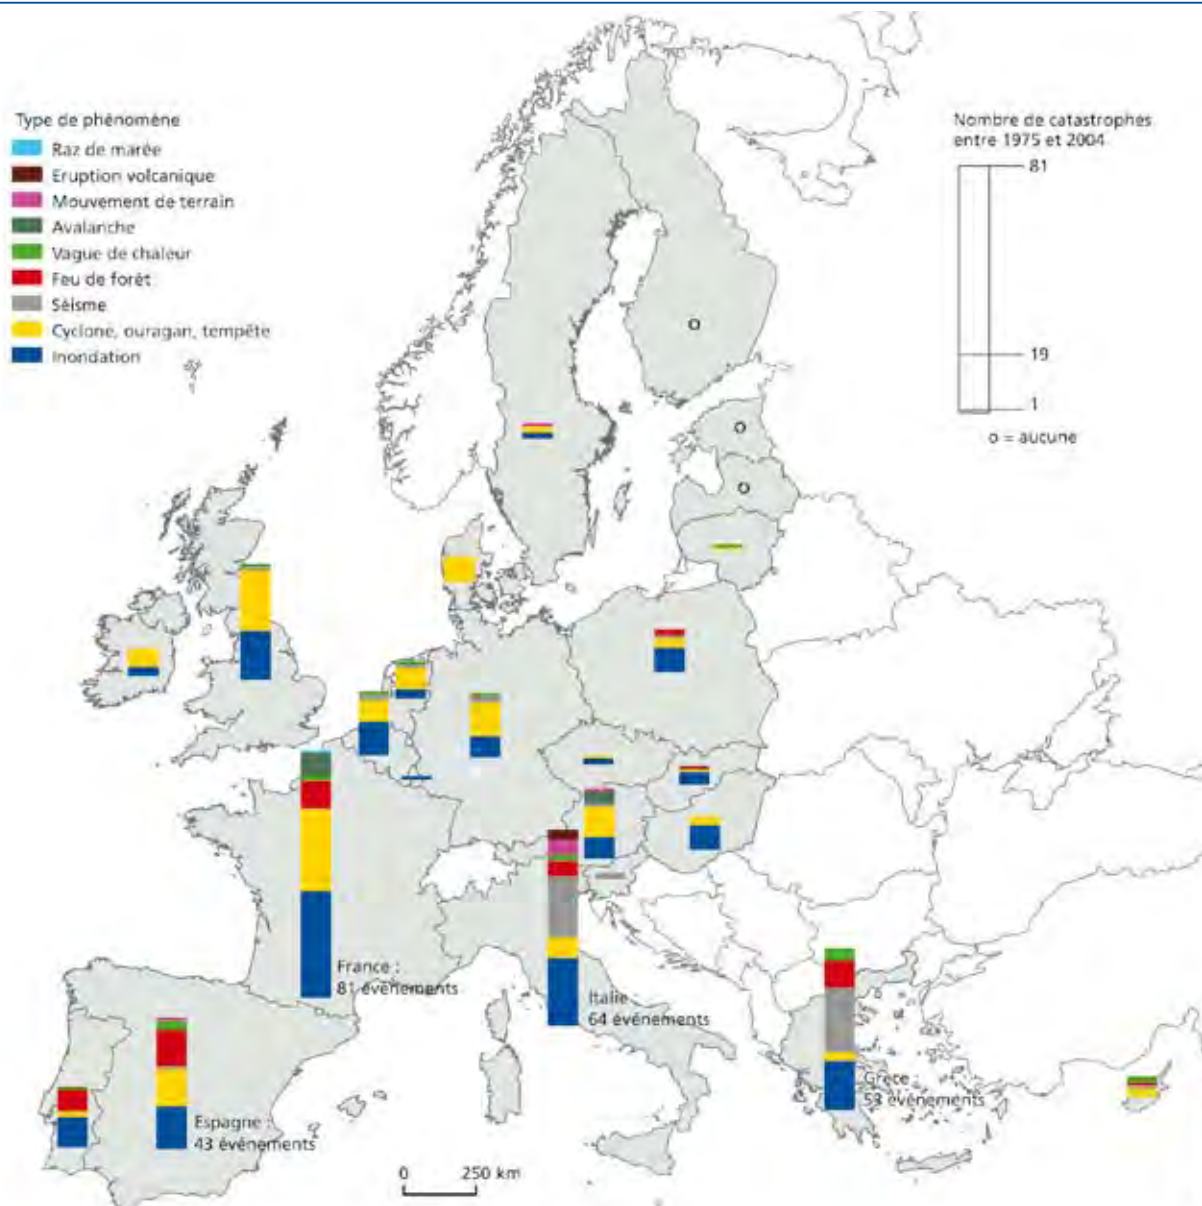 Type de phénomène
Raz de marée
Eruption volcanique
Mouvement de terrain
Avalanche
Vague de chaleur
Feu de forêt
Séisme
Cyclone, ouragan, tempête
Inondation
Nombre de catastrophes
entre 1975 et 2004
81
19
1
o = aucune
o
o
o
France :
81 événements
Italie :
64 événements
Grèce :
53 événements
Espagne :
43 événements
0 250 km